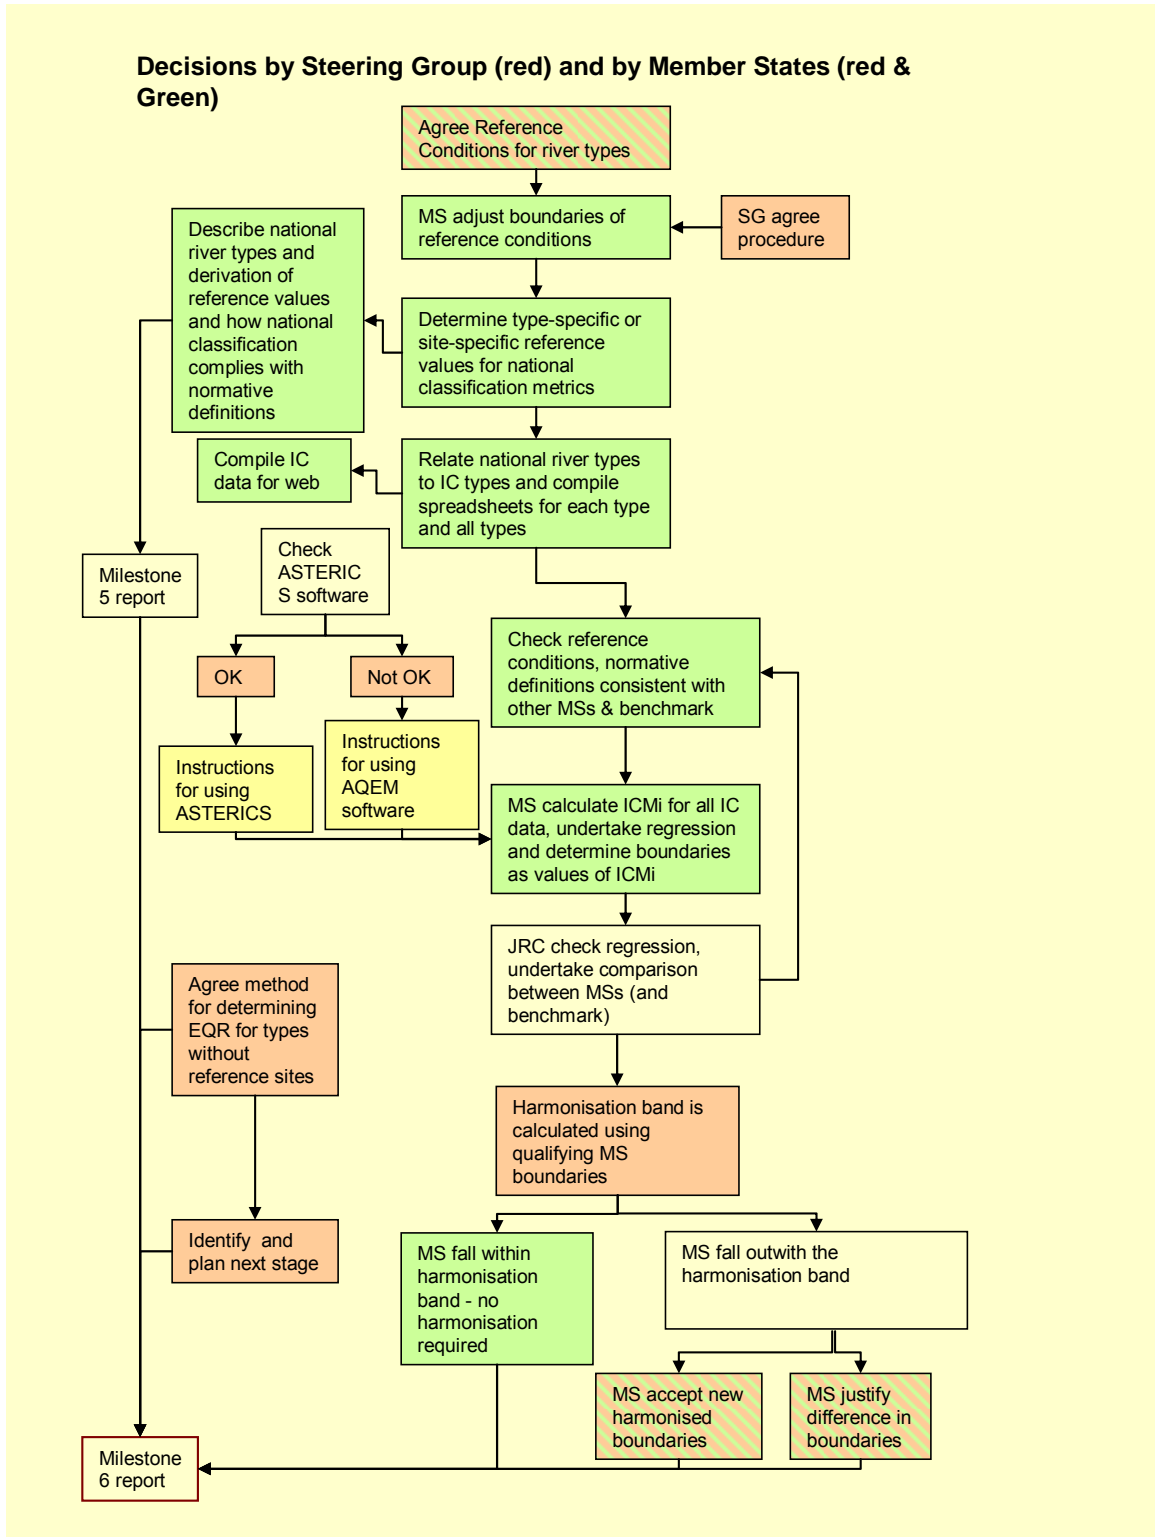 Decisions by Steering Group (red) and by Member States (red &
Green)
Agree Reference
Conditions for river types
MS adjust boundaries of
reference conditions
SG agree
procedure
Describe national
river types and
derivation of
reference values
and how national
classification
complies with
normative
definitions
Determine type-specific or
site-specific reference
values for national
classification metrics
Compile IC
data for web
Relate national river types
to IC types and compile
spreadsheets for each type
and all types
Check
ASTERIC
S software
Milestone
5 report
OK
Not OK
Check reference
conditions, normative
definitions consistent with
other MSs & benchmark
Instructions
for using
ASTERICS
Instructions
for using
AQEM
software
MS calculate ICMi for all IC
data, undertake regression
and determine boundaries
as values of ICMi
JRC check regression,
undertake comparison
between MSs (and
benchmark)
Agree method
for determining
EQR for types
without
reference sites
Harmonisation band is
calculated using
qualifying MS
boundaries
Identify and
plan next stage
MS fall within
harmonisation
band - no
harmonisation
required
MS fall outwith the
harmonisation band
MS accept new
harmonised
boundaries
MS justify
difference in
boundaries
Milestone
6 report